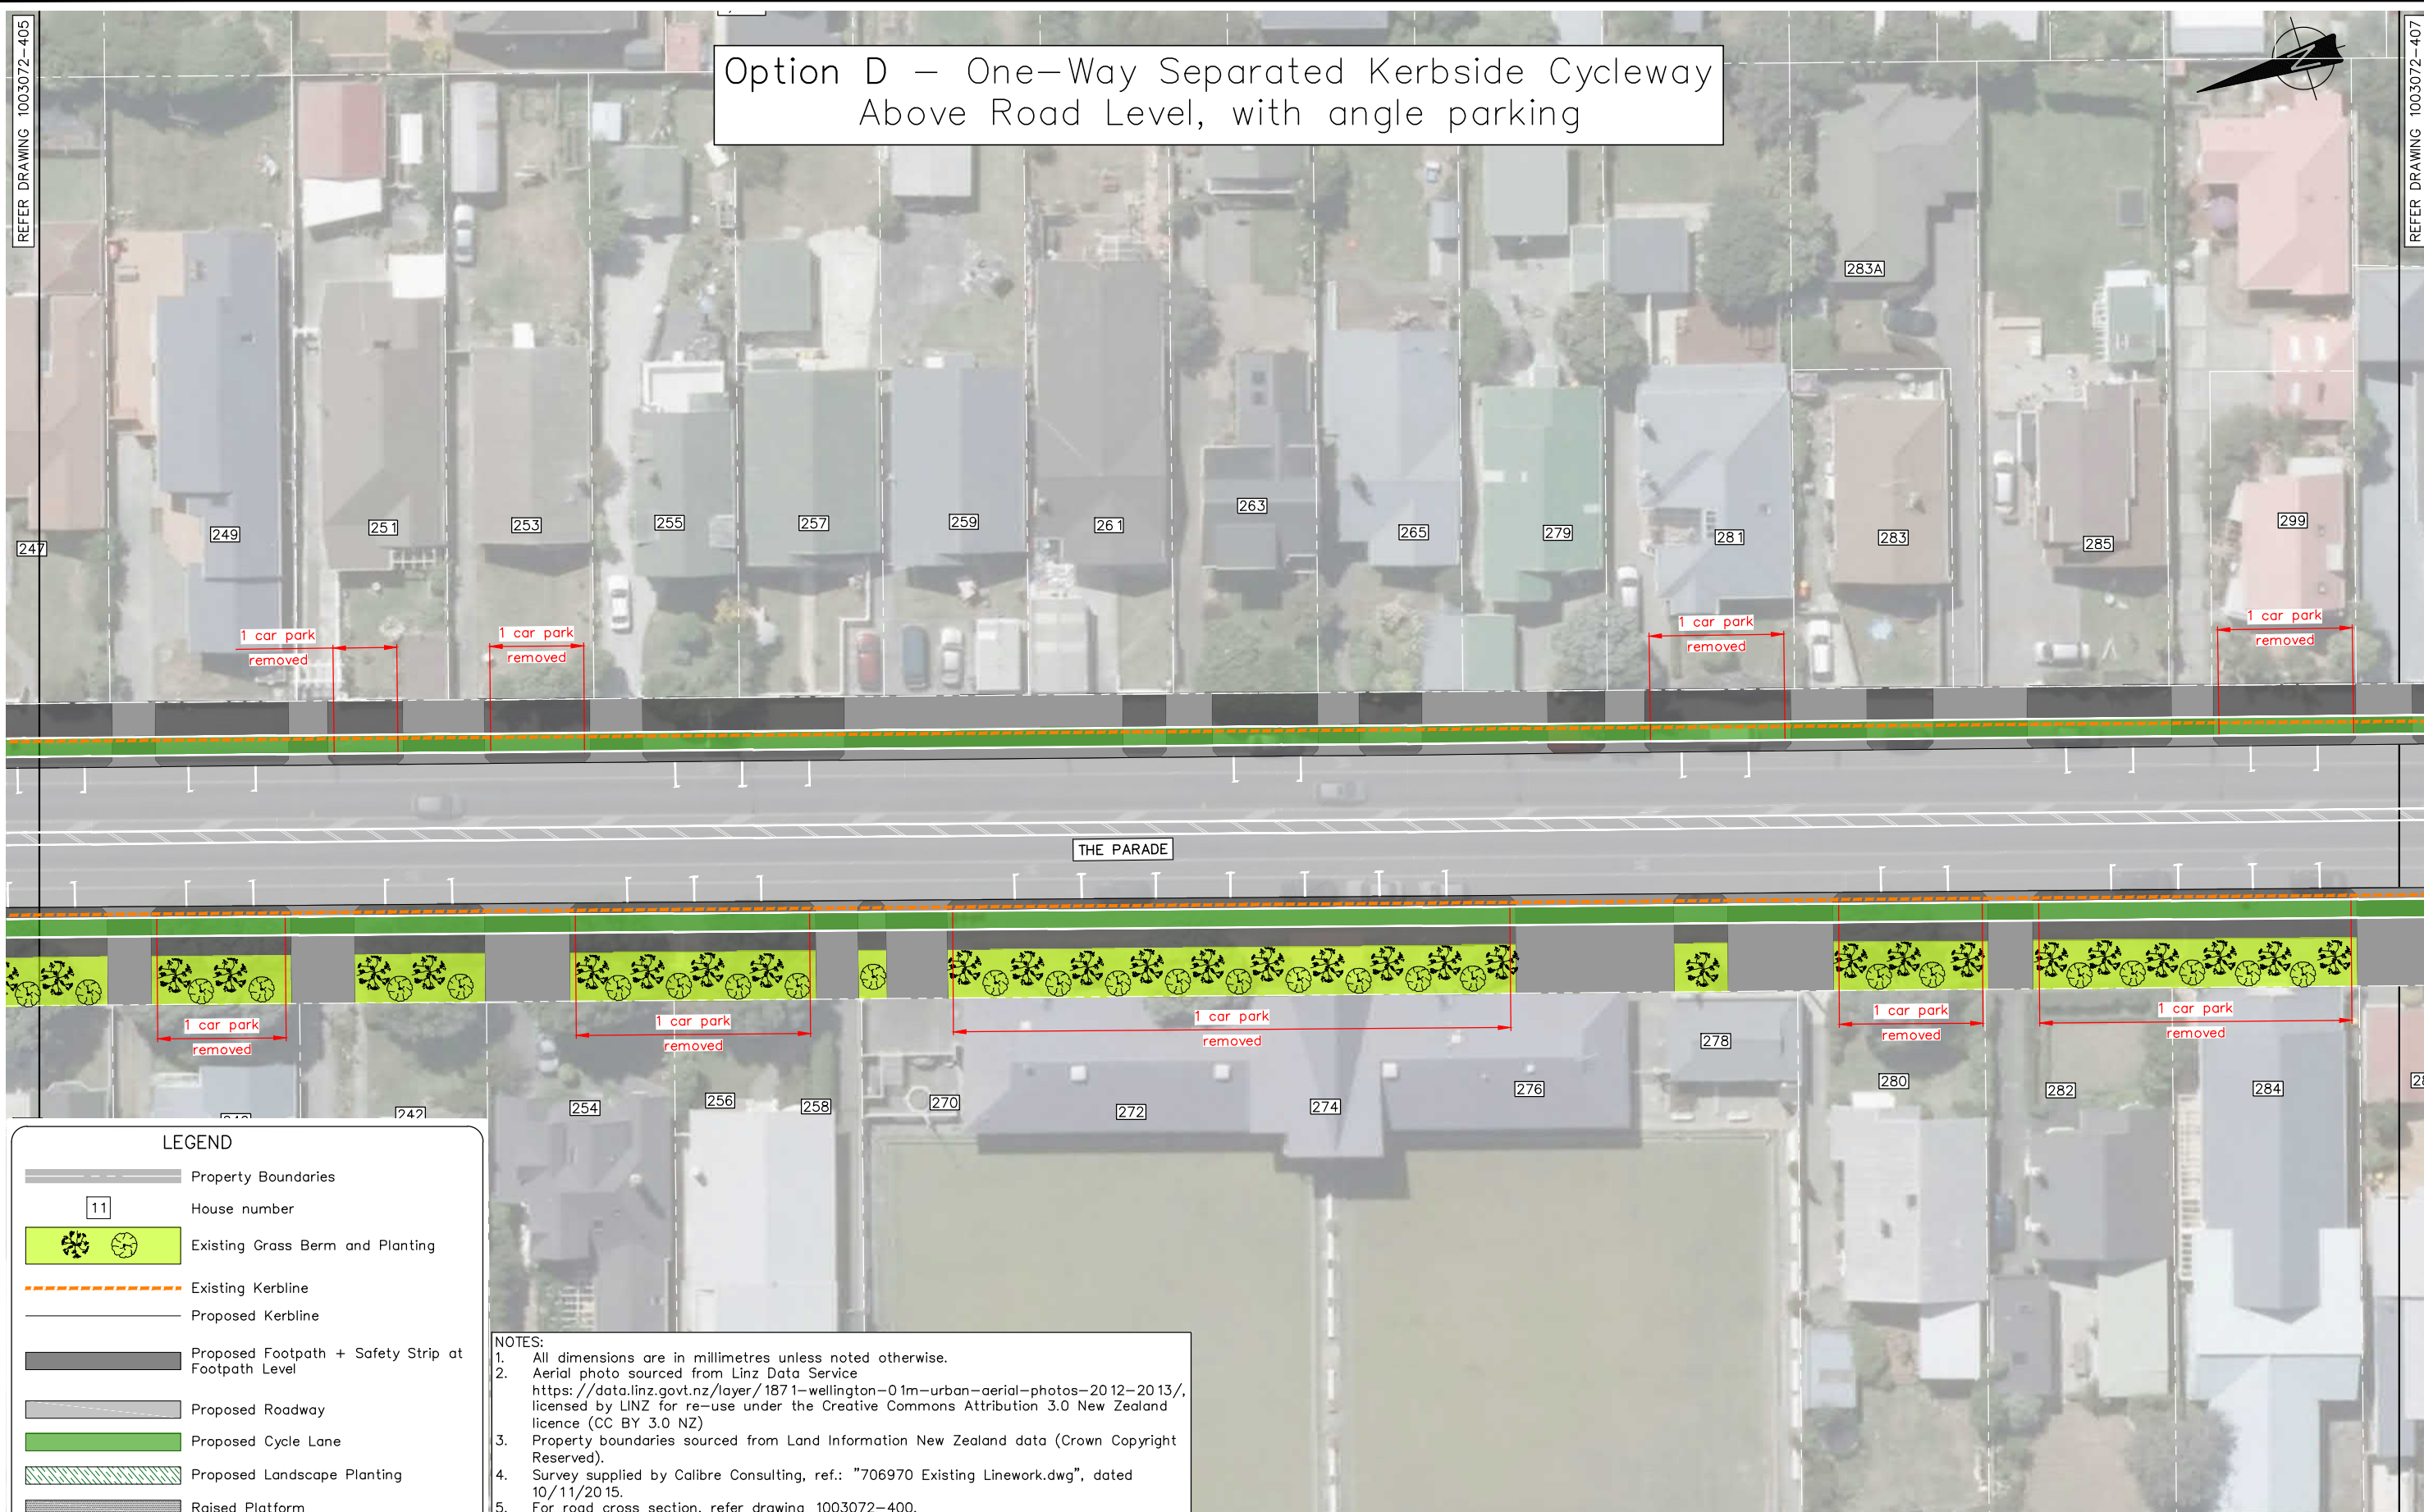 REFER DRAWING 1003072-405
Option D - One-Way Separated Kerbside Cycleway
Above Road Level, with angle parking
REFER DRAWING 1003072-407
283A
247
249
251
253
255
257
259
261
263
265
279
281
283
285
299
1 car park
removed
1 car park
removed
1 car park
removed
1 car park
removed
THE PARADE
1 car park
removed
1 car park
removed
1 car park
removed
1 car park
removed
1 car park
removed
242
254
256
258
270
272
274
276
278
280
282
284
LEGEND
Property Boundaries
11 House number
Existing Grass Berm and Planting
Existing Kerbline
Proposed Kerbline
Proposed Footpath + Safety Strip at
Footpath Level
Proposed Roadway
Proposed Cycle Lane
Proposed Landscape Planting
Raised Platform
NOTES:
1. All dimensions are in millimetres unless noted otherwise.
2. Aerial photo sourced from Linz Data Service
https://data.linz.govt.nz/layer/1871-wellington-01m-urban-aerial-photos-2012-2013/,
licensed by LINZ for re-use under the Creative Commons Attribution 3.0 New Zealand
licence (CC BY 3.0 NZ)
3. Property boundaries sourced from Land Information New Zealand data (Crown Copyright
Reserved).
4. Survey supplied by Calibre Consulting, ref.: "706970 Existing Linework.dwg", dated
10/11/2015.
5. For road cross section, refer drawing 1003072-400.